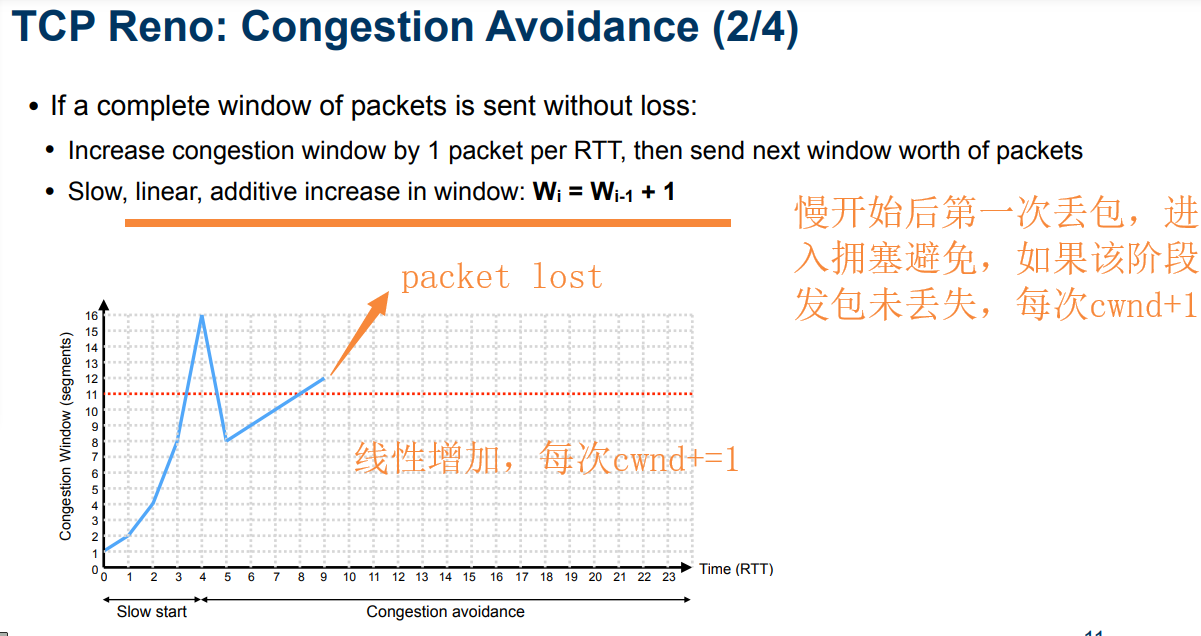 TCP Reno: Congestion Avoidance (2/4)
• If a complete window of packets is sent without loss:
• Increase congestion window by 1 packet per RTT, then send next window worth of packets
• Slow, linear, additive increase in window: Wi = Wi-1 + 1
慢开始后第一次丢包，进
入拥塞避免，如果该阶段
发包未丢失，每次cwnd+1
packet lost
线性增加，每次cwnd+=1
Congestion Window (segments)
16
15
14
13
12
11
10
9
8
7
6
5
4
3
2
1
0
0 1 2 3 4 5 6 7 8 9 10 11 12 13 14 15 16 17 18 19 20 21 22 23
Time (RTT)
Slow start
Congestion avoidance